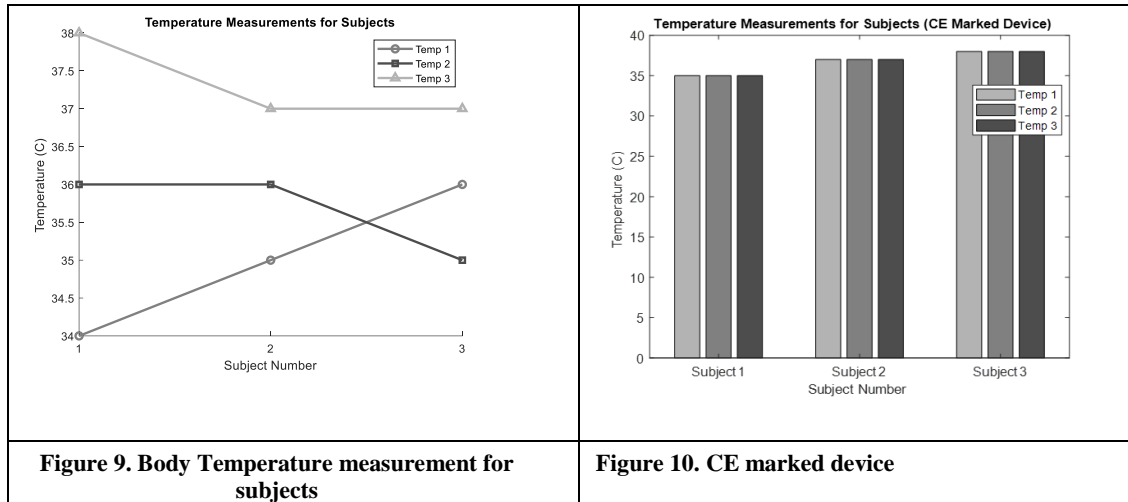 Temperature Measurements for Subjects
38
37.5
37
36.5
36
35.5
35
34.5
34
Temperature (C)
1
2
3
Subject Number
Temp 1
Temp 2
Temp 3
Temperature Measurements for Subjects (CE Marked Device)
40
35
30
25
20
15
10
5
0
Temperature (C)
Subject 1
Subject 2
Subject 3
Subject Number
Temp 1
Temp 2
Temp 3
Figure 9. Body Temperature measurement for
subjects
Figure 10. CE marked device